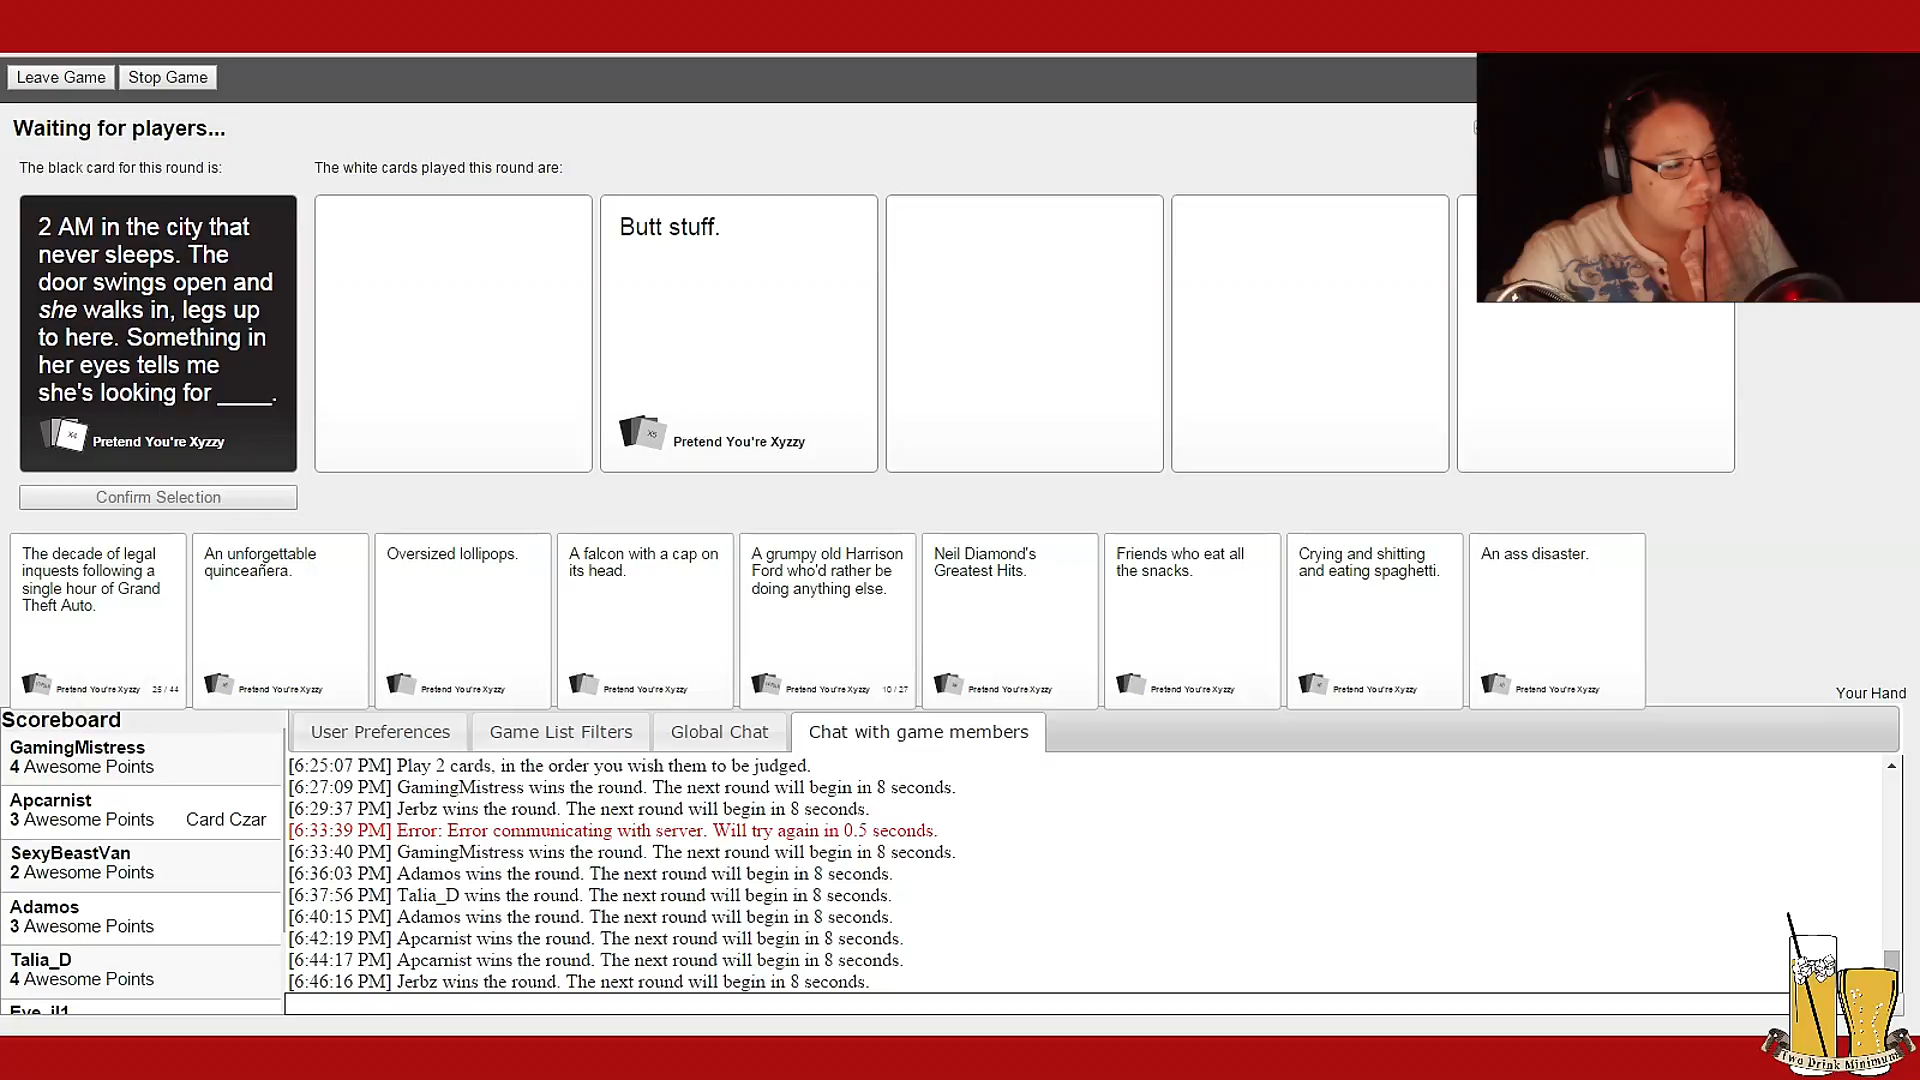 Leave Game
Stop Game
Waiting for players...
The black card for this round is:
The white cards played this round are:
2 AM in the city that
never sleeps. The
door swings open and
she walks in, legs up
to here. Something in
her eyes tells me
she's looking for ____.
X4
Pretend You're Xyzzy
Butt stuff.
X5
Pretend You're Xyzzy
Confirm Selection
The decade of legal
inquests following a
single hour of Grand
Theft Auto.
Pretend You're Xyzzy
25 / 44
An unforgettable
quinceañera.
Pretend You're Xyzzy
Oversized lollipops.
Pretend You're Xyzzy
A falcon with a cap on
its head.
Pretend You're Xyzzy
A grumpy old Harrison
Ford who'd rather be
doing anything else.
Pretend You're Xyzzy
10 / 27
Neil Diamond's
Greatest Hits.
Pretend You're Xyzzy
Friends who eat all
the snacks.
Pretend You're Xyzzy
Crying and shitting
and eating spaghetti.
Pretend You're Xyzzy
An ass disaster.
Pretend You're Xyzzy
Your Hand
Scoreboard
GamingMistress
4 Awesome Points
Apcarnist
3 Awesome Points
Card Czar
SexyBeastVan
2 Awesome Points
Adamos
3 Awesome Points
Talia_D
4 Awesome Points
User Preferences
Game List Filters
Global Chat
Chat with game members
[6:25:07 PM] Play 2 cards, in the order you wish them to be judged.
[6:27:09 PM] GamingMistress wins the round. The next round will begin in 8 seconds.
[6:29:37 PM] Jerbz wins the round. The next round will begin in 8 seconds.
[6:33:39 PM] Error: Error communicating with server. Will try again in 0.5 seconds.
[6:33:40 PM] GamingMistress wins the round. The next round will begin in 8 seconds.
[6:36:03 PM] Adamos wins the round. The next round will begin in 8 seconds.
[6:37:56 PM] Talia_D wins the round. The next round will begin in 8 seconds.
[6:40:15 PM] Adamos wins the round. The next round will begin in 8 seconds.
[6:42:19 PM] Apcarnist wins the round. The next round will begin in 8 seconds.
[6:44:17 PM] Apcarnist wins the round. The next round will begin in 8 seconds.
[6:46:16 PM] Jerbz wins the round. The next round will begin in 8 seconds.
Two Drink Minimum